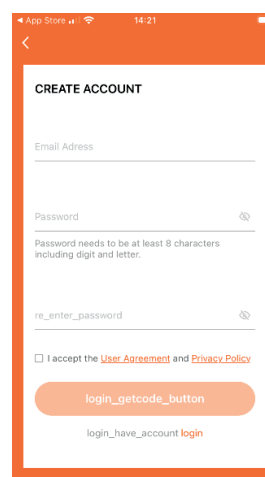 App Store 14:21
CREATE ACCOUNT
Email Adress
Password
Password needs to be at least 8 characters
including digit and letter.
re_enter_password
I accept the User Agreement and Privacy Policy
login_getcode_button
login_have_account login